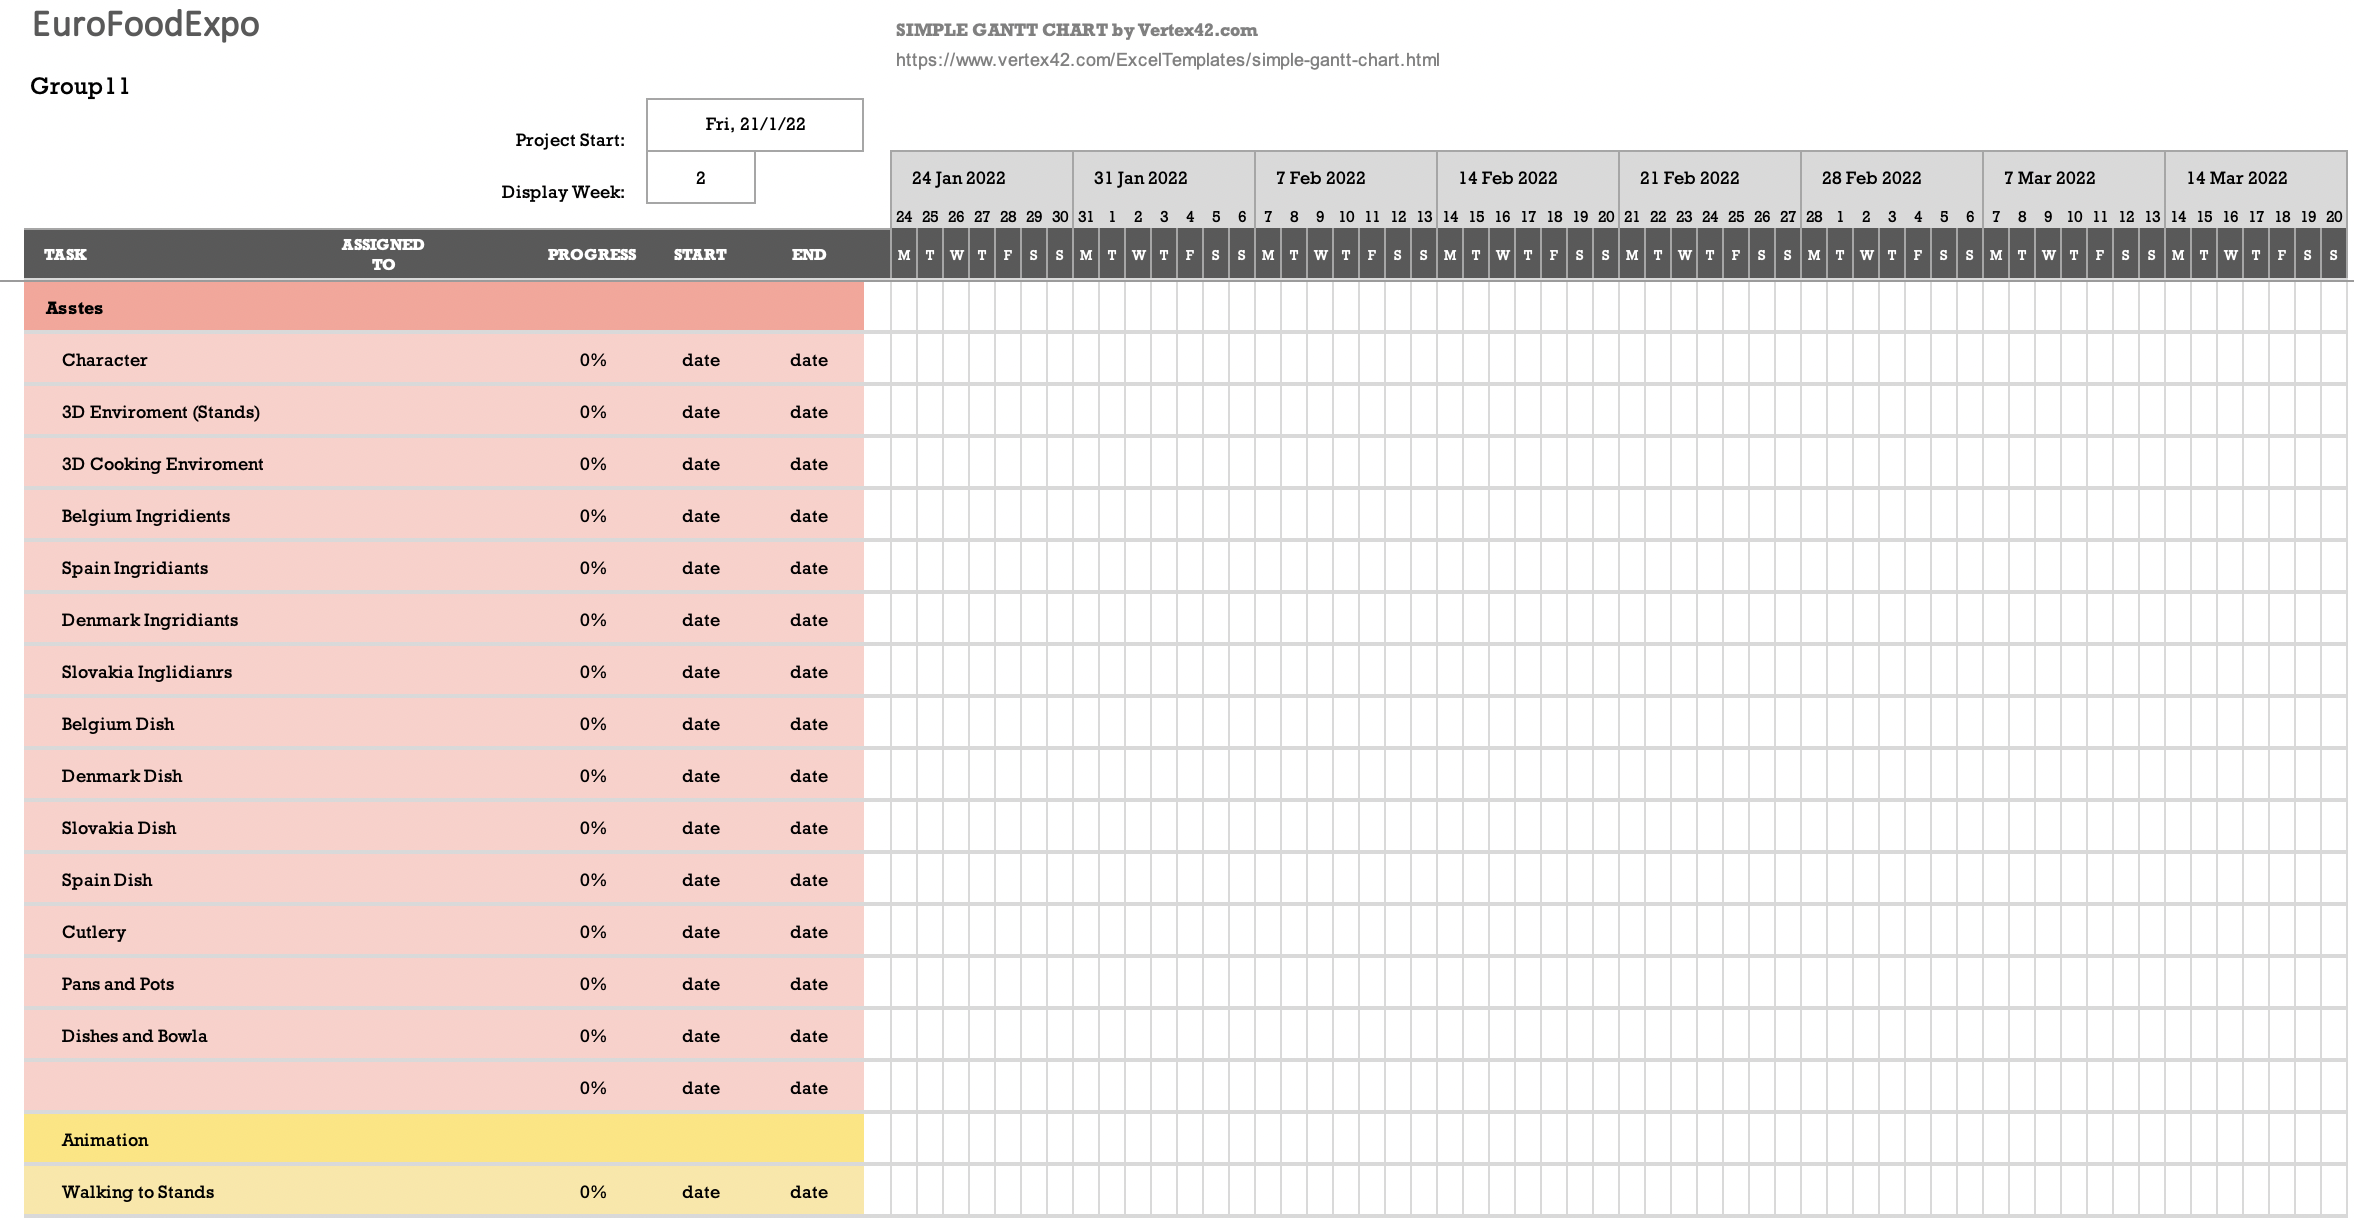 EuroFoodExpo
SIMPLE GANTT CHART by Vertex42.com
https://www.vertex42.com/ExcelTemplates/simple-gantt-chart.html
Group11
Project Start: Fri, 21/1/22
Display Week: 2
24 Jan 2022 31 Jan 2022 7 Feb 2022 14 Feb 2022 21 Feb 2022 28 Feb 2022 7 Mar 2022 14 Mar 2022
24 25 26 27 28 29 30 31 1 2 3 4 5 6 7 8 9 10 11 12 13 14 15 16 17 18 19 20 21 22 23 24 25 26 27 28 1 2 3 4 5 6 7 8 9 10 11 12 13 14 15 16 17 18 19 20
TASK ASSIGNED TO PROGRESS START END M T W T F S S M T W T F S S M T W T F S S M T W T F S S M T W T F S S M T W T F S S M T W T F S S M T W T F S S
Asstes
Character 0% date date
3D Enviroment (Stands) 0% date date
3D Cooking Enviroment 0% date date
Belgium Ingridients 0% date date
Spain Ingridiants 0% date date
Denmark Ingridiants 0% date date
Slovakia Inglidianrs 0% date date
Belgium Dish 0% date date
Denmark Dish 0% date date
Slovakia Dish 0% date date
Spain Dish 0% date date
Cutlery 0% date date
Pans and Pots 0% date date
Dishes and Bowla 0% date date
0% date date
Animation
Walking to Stands 0% date date